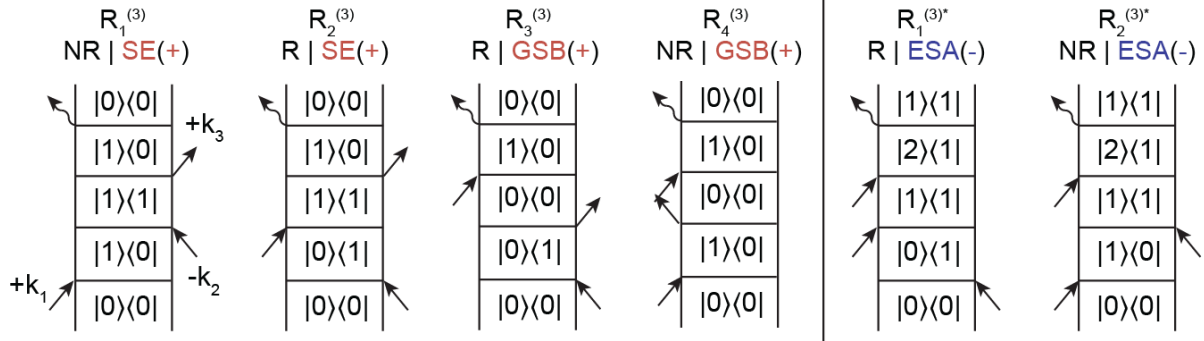 R₁⁽³⁾ R₂⁽³⁾ R₃⁽³⁾ R₄⁽³⁾ R₁⁽³⁾* R₂⁽³⁾*
NR | SE(+) R | SE(+) R | GSB(+) NR | GSB(+) R | ESA(-) NR | ESA(-)
|0⟩⟨0| |0⟩⟨0| |0⟩⟨0| |0⟩⟨0| |1⟩⟨1| |1⟩⟨1|
+k₃
|1⟩⟨0| |1⟩⟨0| |1⟩⟨0| |1⟩⟨0| |2⟩⟨1| |2⟩⟨1|
|1⟩⟨1| |1⟩⟨1| |0⟩⟨0| |0⟩⟨0| |1⟩⟨1| |1⟩⟨1|
|1⟩⟨0| |0⟩⟨1| |0⟩⟨1| |1⟩⟨0| |0⟩⟨1| |1⟩⟨0|
+k₁ -k₂
|0⟩⟨0| |0⟩⟨0| |0⟩⟨0| |0⟩⟨0| |0⟩⟨0| |0⟩⟨0|